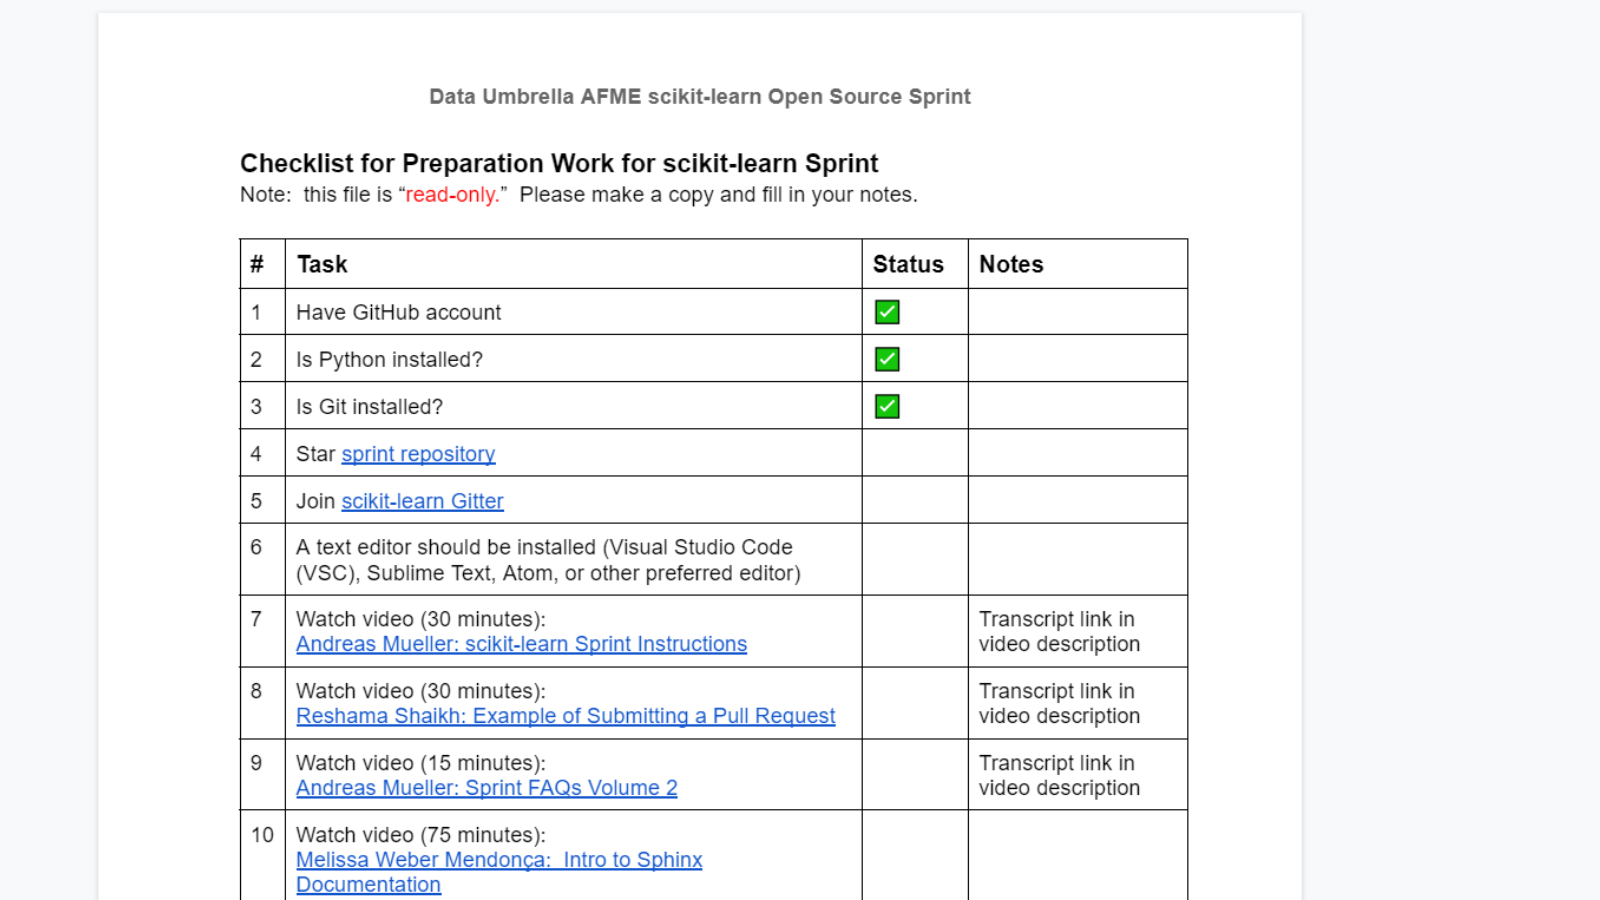 Data Umbrella AFME scikit-learn Open Source Sprint
Checklist for Preparation Work for scikit-learn Sprint
Note:  this file is “read-only.”  Please make a copy and fill in your notes.
# Task Status Notes
1 Have GitHub account ✅
2 Is Python installed? ✅
3 Is Git installed? ✅
4 Star sprint repository
5 Join scikit-learn Gitter
6 A text editor should be installed (Visual Studio Code
(VSC), Sublime Text, Atom, or other preferred editor)
7 Watch video (30 minutes): Transcript link in
Andreas Mueller: scikit-learn Sprint Instructions video description
8 Watch video (30 minutes): Transcript link in
Reshama Shaikh: Example of Submitting a Pull Request video description
9 Watch video (15 minutes): Transcript link in
Andreas Mueller: Sprint FAQs Volume 2 video description
10 Watch video (75 minutes):
Melissa Weber Mendonça:  Intro to Sphinx
Documentation